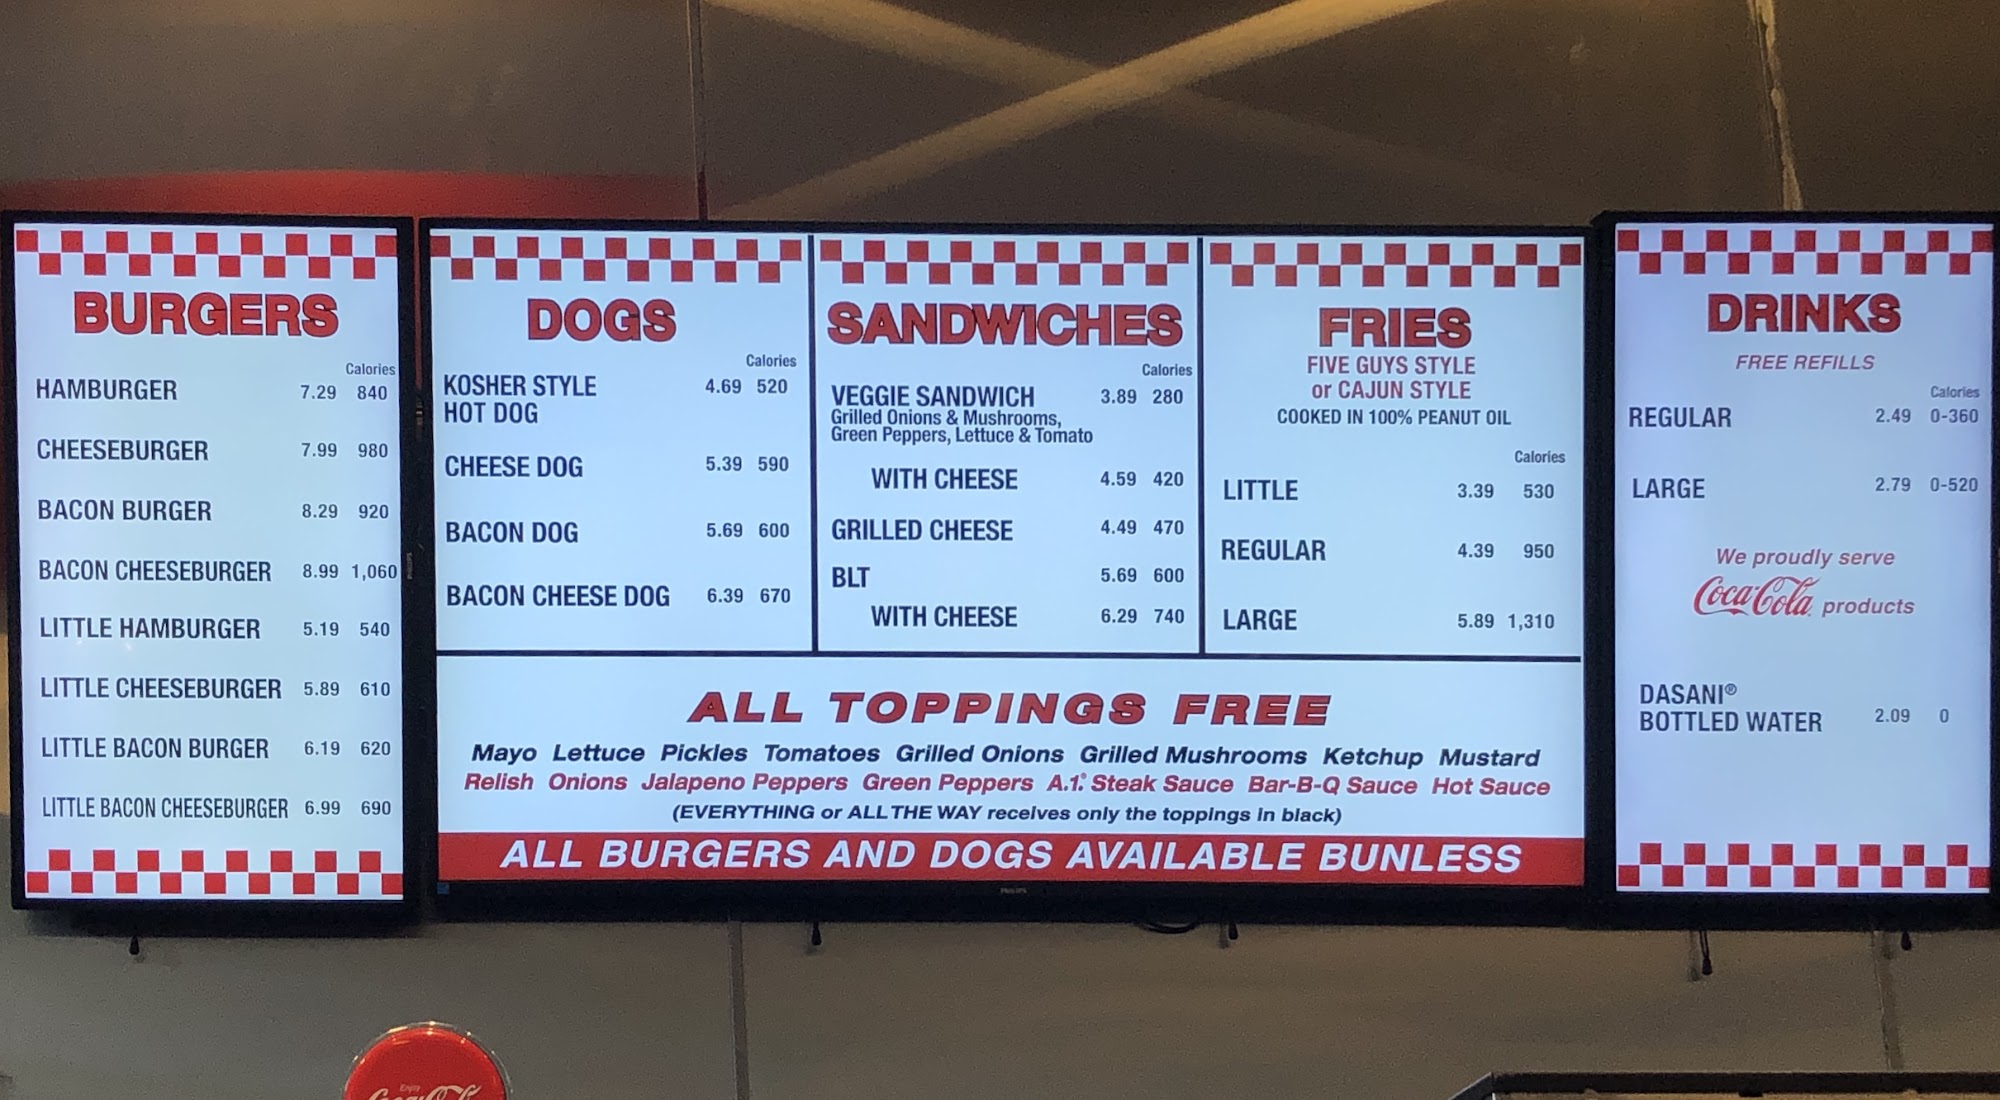 BURGERS
Calories
HAMBURGER 7.29 840
CHEESEBURGER 7.99 980
BACON BURGER 8.29 920
BACON CHEESEBURGER 8.99 1,060
LITTLE HAMBURGER 5.19 540
LITTLE CHEESEBURGER 5.89 610
LITTLE BACON BURGER 6.19 620
LITTLE BACON CHEESEBURGER 6.99 690
DOGS
Calories
KOSHER STYLE 4.69 520
HOT DOG
CHEESE DOG 5.39 590
BACON DOG 5.69 600
BACON CHEESE DOG 6.39 670
SANDWICHES
Calories
VEGGIE SANDWICH 3.89 280
Grilled Onions & Mushrooms,
Green Peppers, Lettuce & Tomato
WITH CHEESE 4.59 420
GRILLED CHEESE 4.49 470
BLT 5.69 600
WITH CHEESE 6.29 740
FRIES
FIVE GUYS STYLE
or CAJUN STYLE
COOKED IN 100% PEANUT OIL
Calories
LITTLE 3.39 530
REGULAR 4.39 950
LARGE 5.89 1,310
ALL TOPPINGS FREE
Mayo Lettuce Pickles Tomatoes Grilled Onions Grilled Mushrooms Ketchup Mustard
Relish Onions Jalapeno Peppers Green Peppers A.1.® Steak Sauce Bar-B-Q Sauce Hot Sauce
(EVERYTHING or ALL THE WAY receives only the toppings in black)
ALL BURGERS AND DOGS AVAILABLE BUNLESS
PHILIPS
DRINKS
FREE REFILLS
Calories
REGULAR 2.49 0-360
LARGE 2.79 0-520
We proudly serve
Coca-Cola products
DASANI®
BOTTLED WATER 2.09 0
Enjoy
Coca-Cola